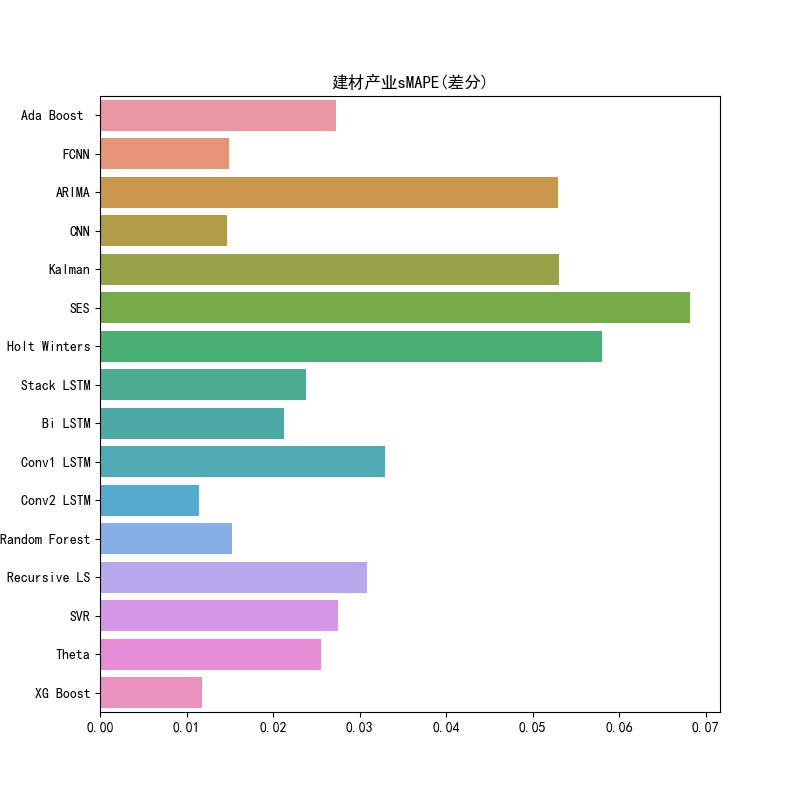 建材产业sMAPE(差分)
Ada Boost
FCNN
ARIMA
CNN
Kalman
SES
Holt Winters
Stack LSTM
Bi LSTM
Conv1 LSTM
Conv2 LSTM
Random Forest
Recursive LS
SVR
Theta
XG Boost
0.00 0.01 0.02 0.03 0.04 0.05 0.06 0.07